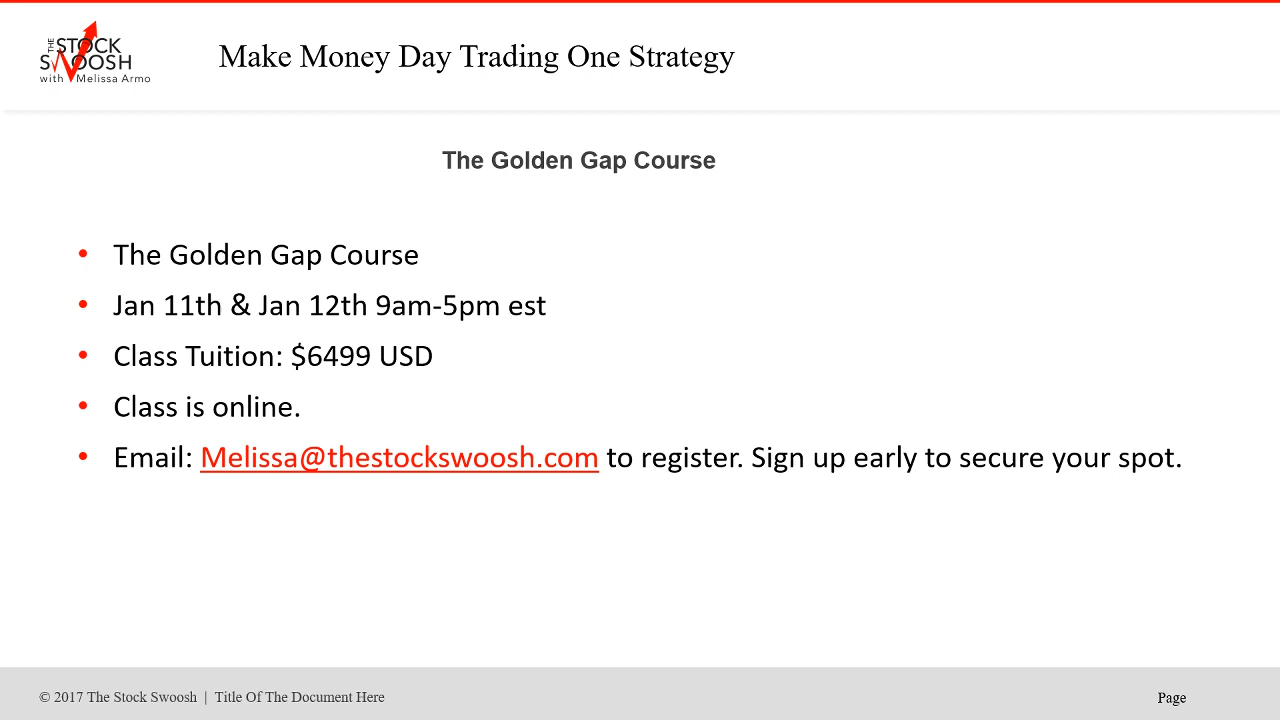 THE STOCK
SWOOSH
with Melissa Armo
Make Money Day Trading One Strategy
The Golden Gap Course
• The Golden Gap Course
• Jan 11th & Jan 12th 9am-5pm est
• Class Tuition: $6499 USD
• Class is online.
• Email: Melissa@thestockswoosh.com to register. Sign up early to secure your spot.
© 2017 The Stock Swoosh | Title Of The Document Here
Page